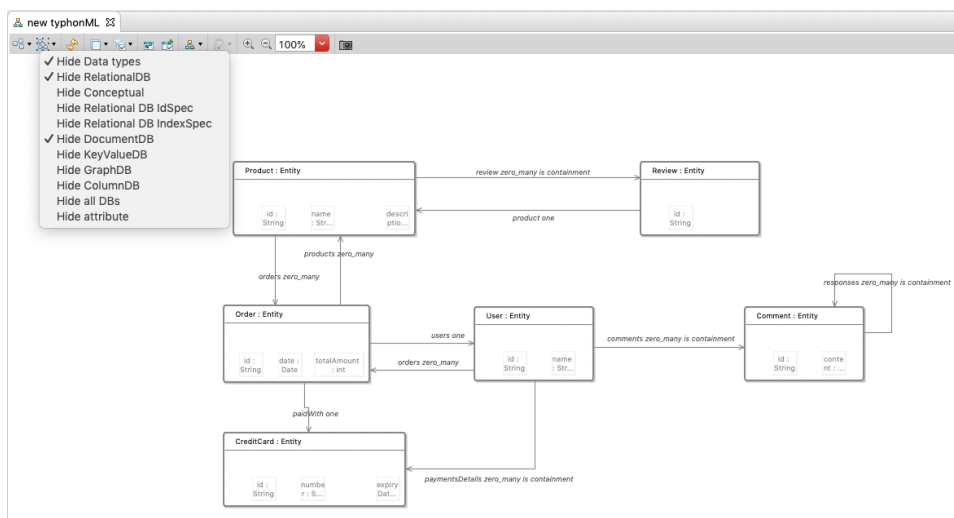 new typhonML
100%
Hide Data types
Hide RelationalDB
Hide Conceptual
Hide Relational DB IdSpec
Hide Relational DB IndexSpec
Hide DocumentDB
Hide KeyValueDB
Hide GraphDB
Hide ColumnDB
Hide all DBs
Hide attribute
Product : Entity
id :
String
name
: Str...
descri
ptio...
review zero_many is containment
Review : Entity
id :
String
product one
products zero_many
orders zero_many
Order : Entity
id :
String
date :
Date
totalAmount
: int
users one
orders zero_many
User : Entity
id :
String
name
: Str...
comments zero_many is containment
responses zero_many is containment
Comment : Entity
id :
String
conte
nt : ...
paidWith one
CreditCard : Entity
id :
String
numbe
r : S...
expiry
Dat...
paymentsDetails zero_many is containment